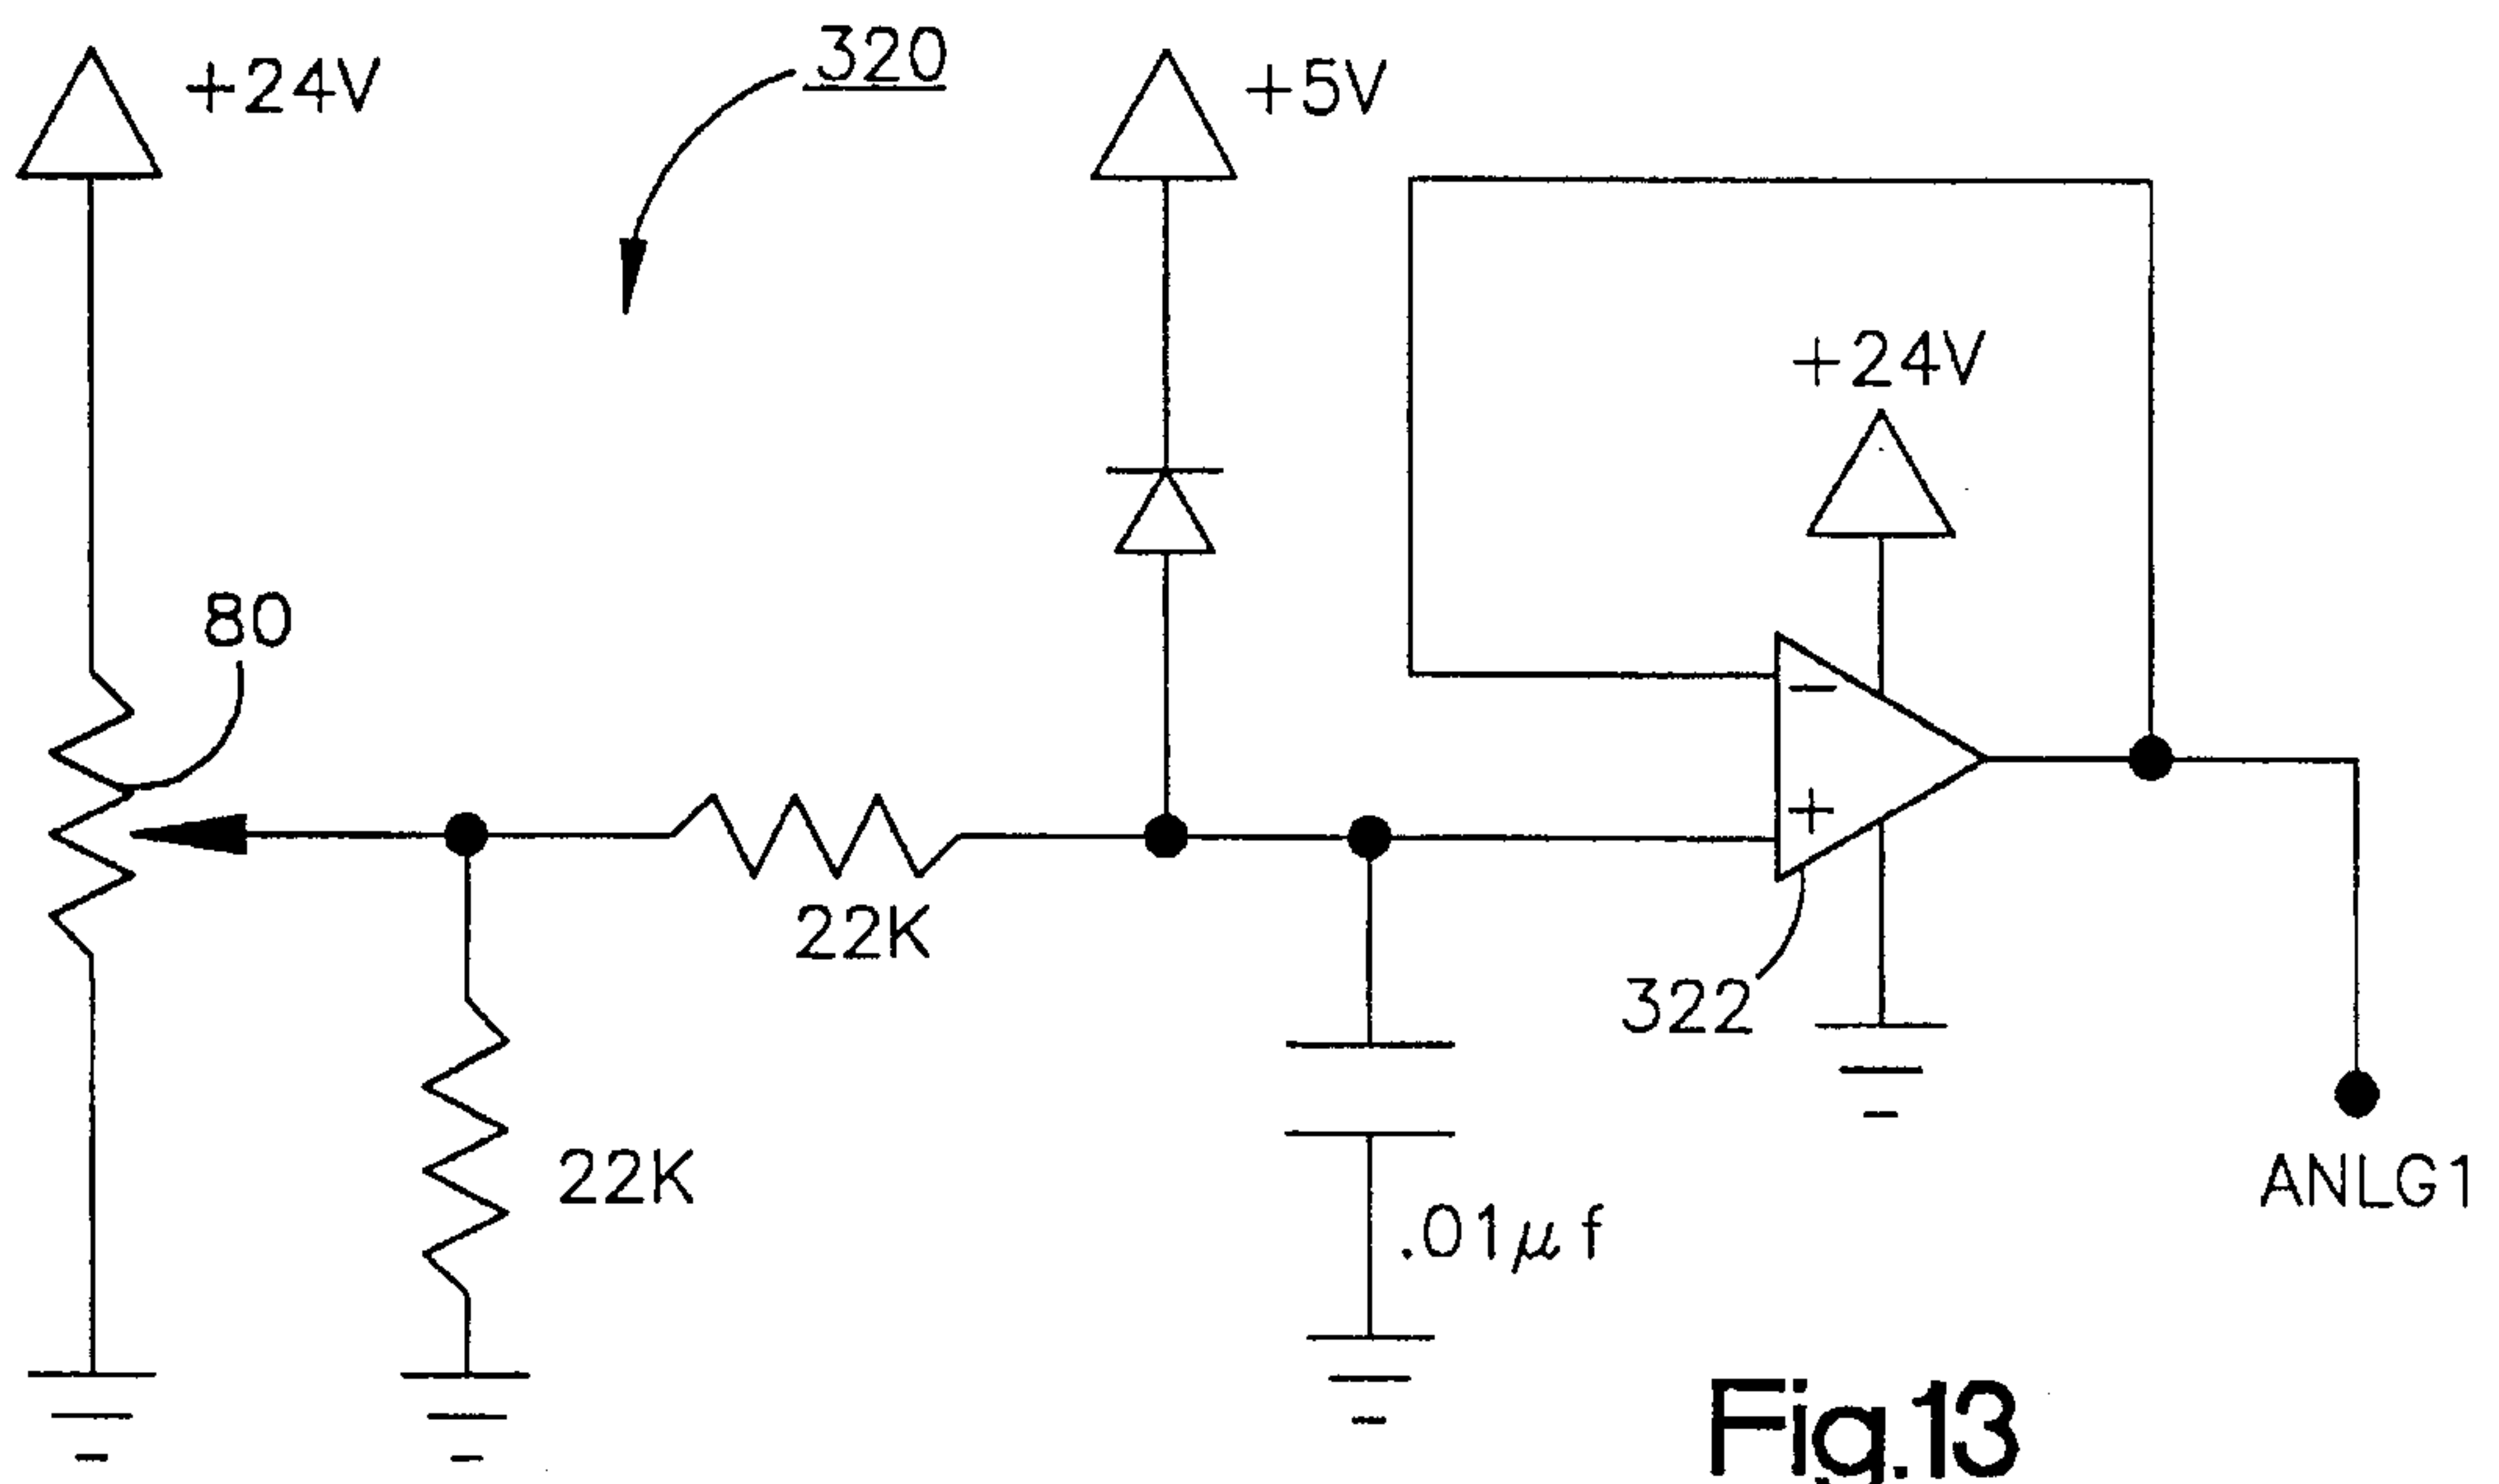 +24V
320
+5V
+24V
80
−
+
22K
322
22K
.01μf
ANLG1
Fig.13